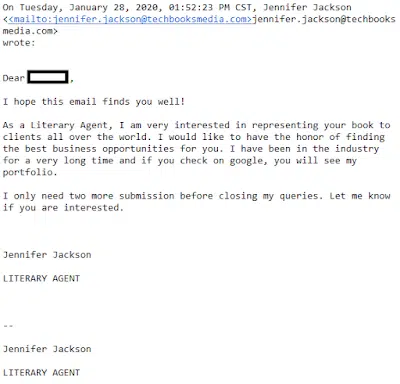 On Tuesday, January 28, 2020, 01:52:23 PM CST, Jennifer Jackson
<<mailto:jennifer.jackson@techbooksmedia.com>jennifer.jackson@techbooks
media.com>
wrote:
Dear ,
I hope this email finds you well!
As a Literary Agent, I am very interested in representing your book to
clients all over the world. I would like to have the honor of finding
the best business opportunities for you. I have been in the industry
for a very long time and if you check on google, you will see my
portfolio.
I only need two more submission before closing my queries. Let me know
if you are interested.
Jennifer Jackson
LITERARY AGENT
--
Jennifer Jackson
LITERARY AGENT